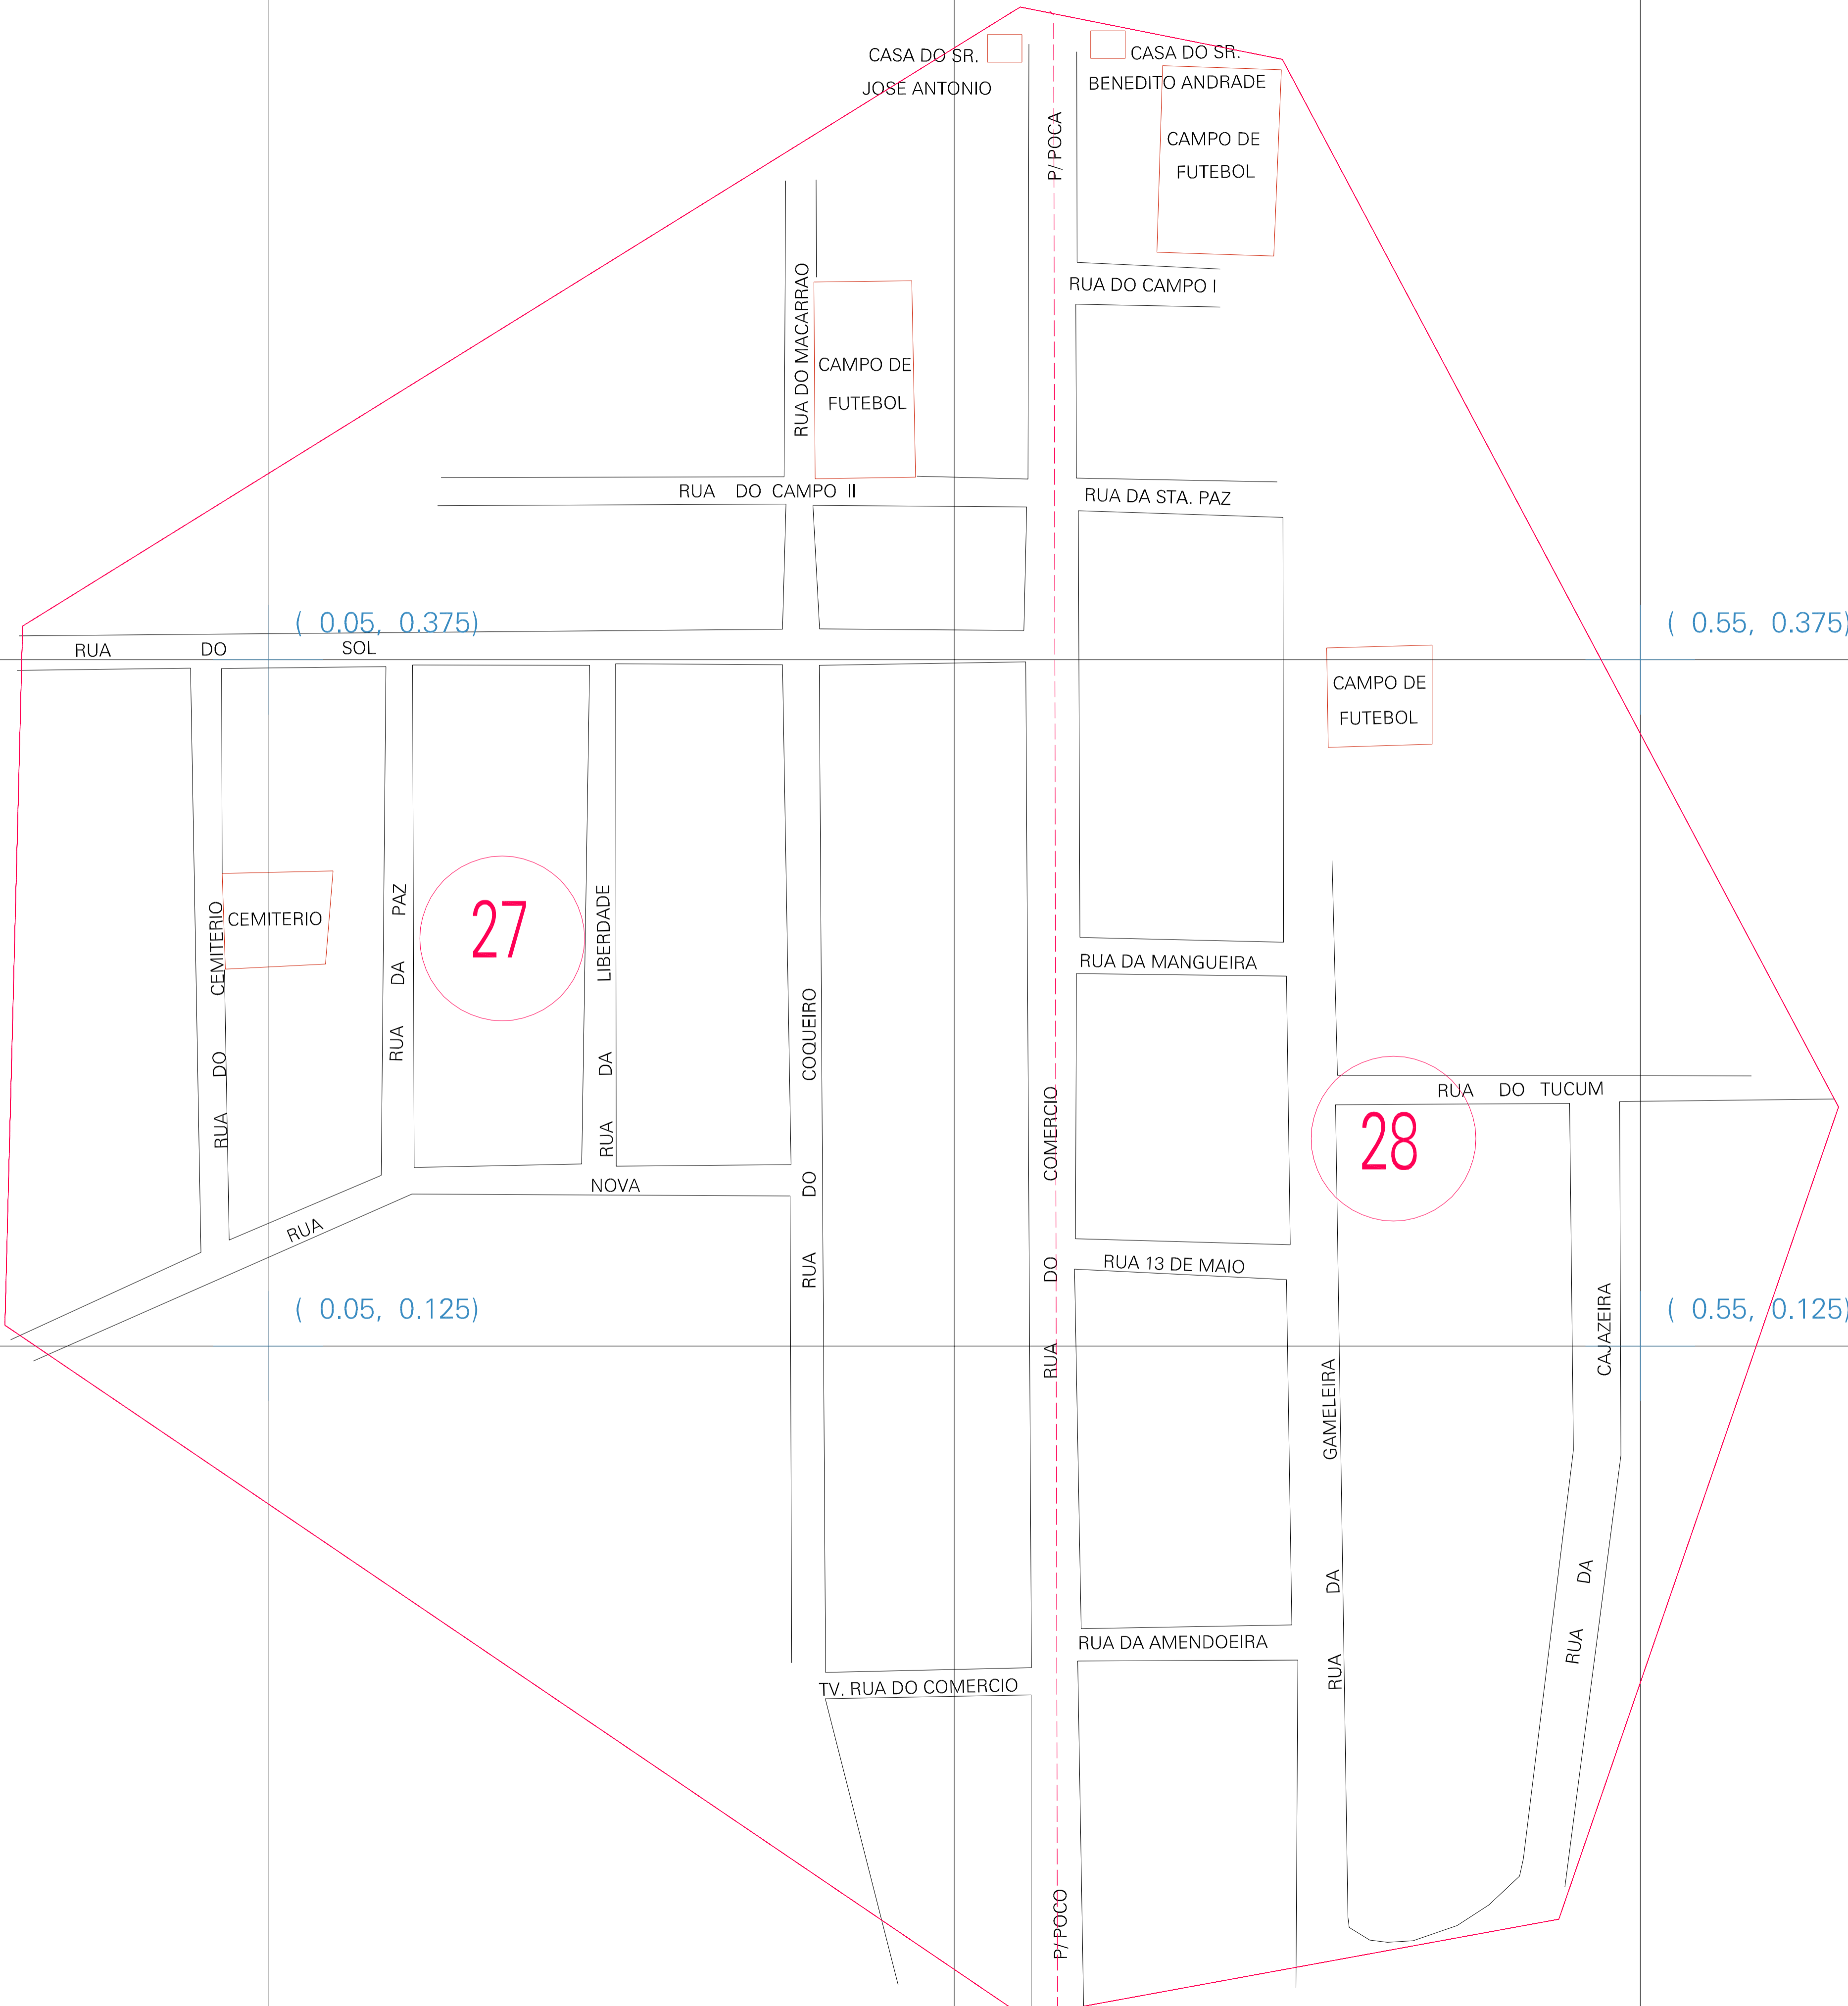 CASA DO SR.
JOSE ANTONIO
CASA DO SR.
BENEDITO ANDRADE
CAMPO DE
FUTEBOL
P/ POCA
RUA DO CAMPO I
RUA DO MACARRAO
CAMPO DE
FUTEBOL
RUA DO CAMPO II
RUA DA STA. PAZ
( 0.05, 0.375)
( 0.55, 0.375)
RUA DO SOL
CAMPO DE
FUTEBOL
CEMITERIO
RUA DO CEMITERIO
RUA DA PAZ
27
RUA DA LIBERDADE
RUA DO COQUEIRO
RUA DA MANGUEIRA
RUA DO COMERCIO
RUA DO TUCUM
28
RUA NOVA
RUA 13 DE MAIO
( 0.05, 0.125)
( 0.55, 0.125)
RUA DA GAMELEIRA
RUA DA CAJAZEIRA
RUA DA AMENDOEIRA
TV. RUA DO COMERCIO
P/ POCO